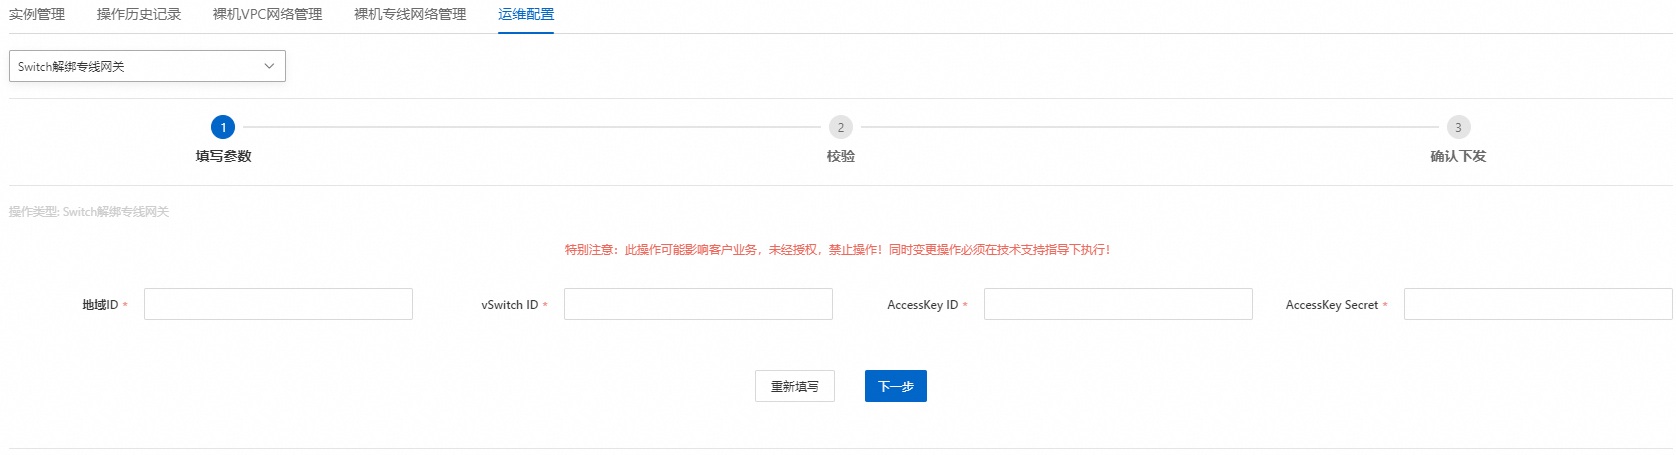 实例管理 操作历史记录 裸机VPC网络管理 裸机专线网络管理 运维配置
Switch解绑专线网关
1 2 3
填写参数 校验 确认下发
操作类型: Switch解绑专线网关
特别注意：此操作可能影响客户业务，未经授权，禁止操作！同时变更操作必须在技术支持指导下执行！
地域ID * vSwitch ID * AccessKey ID * AccessKey Secret *
重新填写 下一步